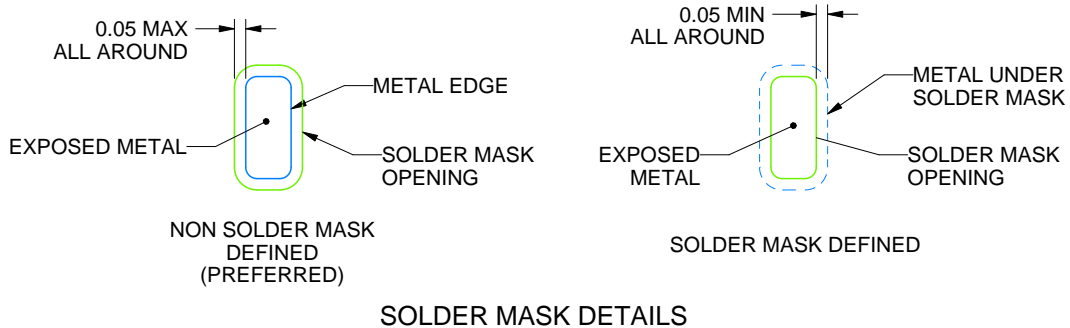 0.05 MAX
ALL AROUND
METAL EDGE
EXPOSED METAL
SOLDER MASK
OPENING
NON SOLDER MASK
DEFINED
(PREFERRED)
0.05 MIN
ALL AROUND
METAL UNDER
SOLDER MASK
EXPOSED
METAL
SOLDER MASK
OPENING
SOLDER MASK DEFINED
SOLDER MASK DETAILS